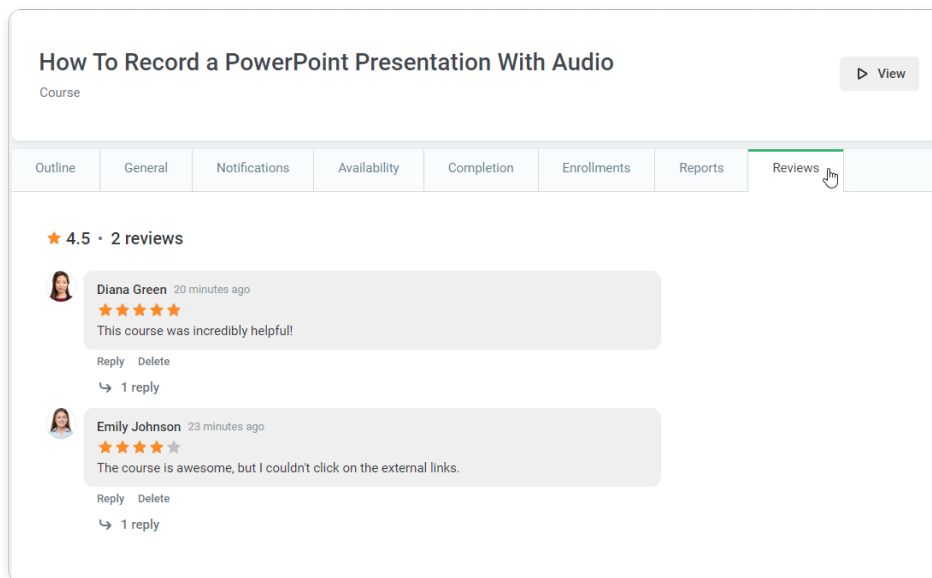 How To Record a PowerPoint Presentation With Audio
Course
View
Outline General Notifications Availability Completion Enrollments Reports Reviews
4.5 · 2 reviews
Diana Green 20 minutes ago
This course was incredibly helpful!
Reply Delete
1 reply
Emily Johnson 23 minutes ago
The course is awesome, but I couldn't click on the external links.
Reply Delete
1 reply